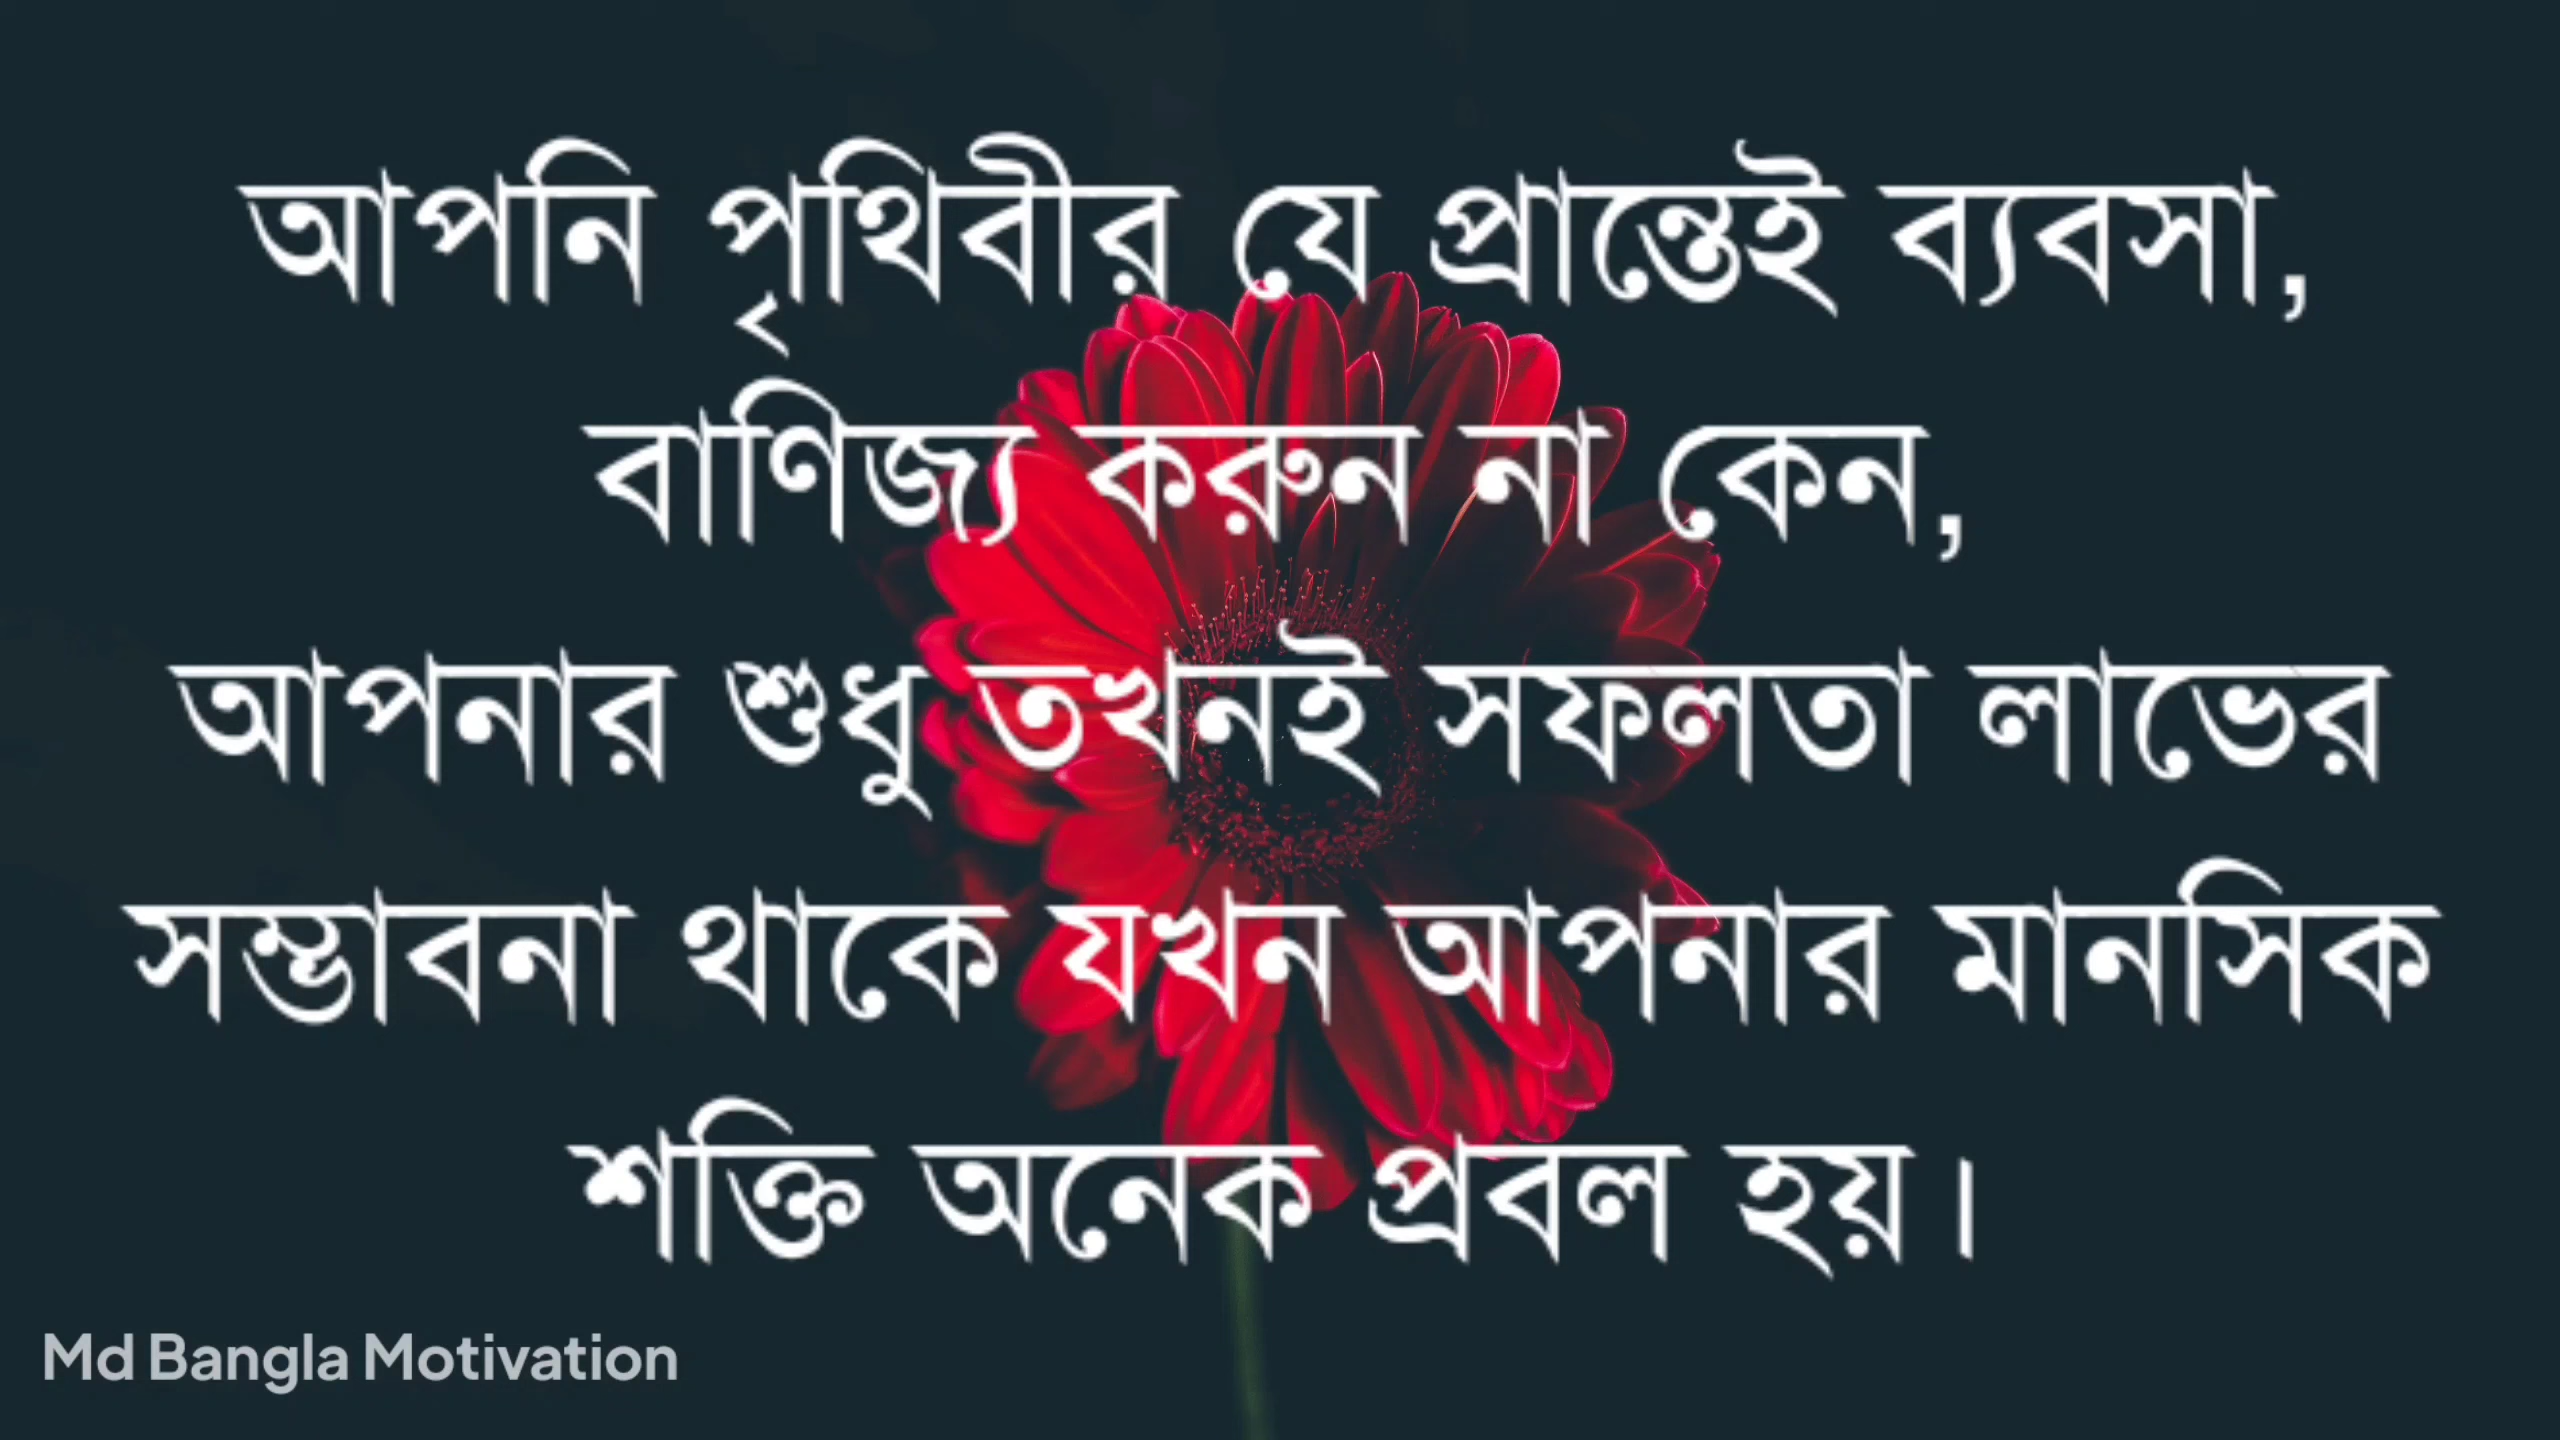 আপনি পৃথিবীর যে প্রান্তেই ব্যবসা,
বাণিজ্য করুন না কেন,
আপনার শুধু তখনই সফলতা লাভের
সম্ভাবনা থাকে যখন আপনার মানসিক
শক্তি অনেক প্রবল হয়।
Md Bangla Motivation